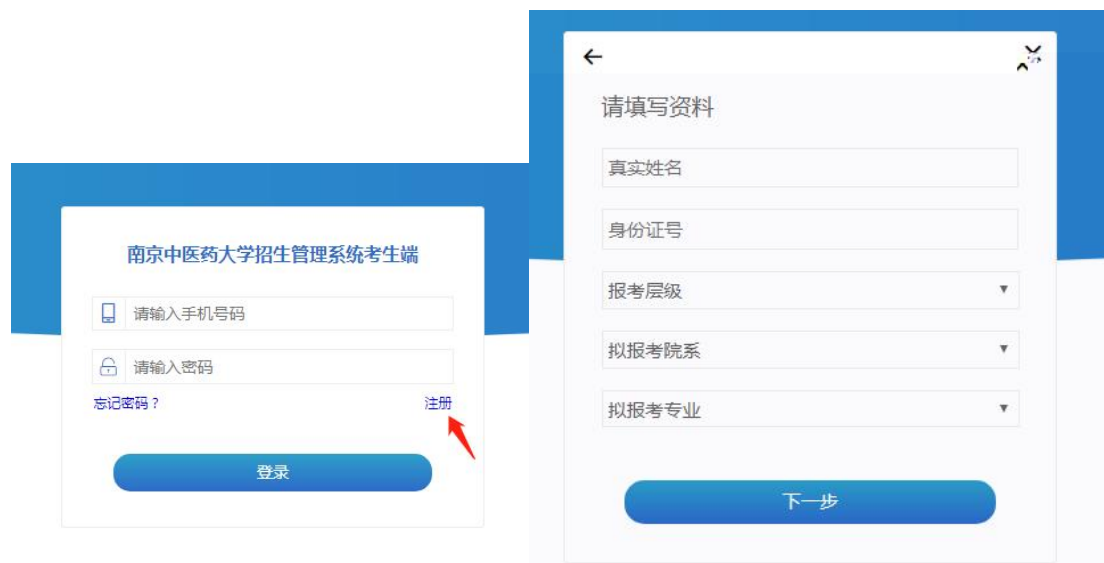 南京中医药大学招生管理系统考生端
请输入手机号码
请输入密码
忘记密码？
注册
登录
请填写资料
真实姓名
身份证号
报考层级
拟报考院系
拟报考专业
下一步